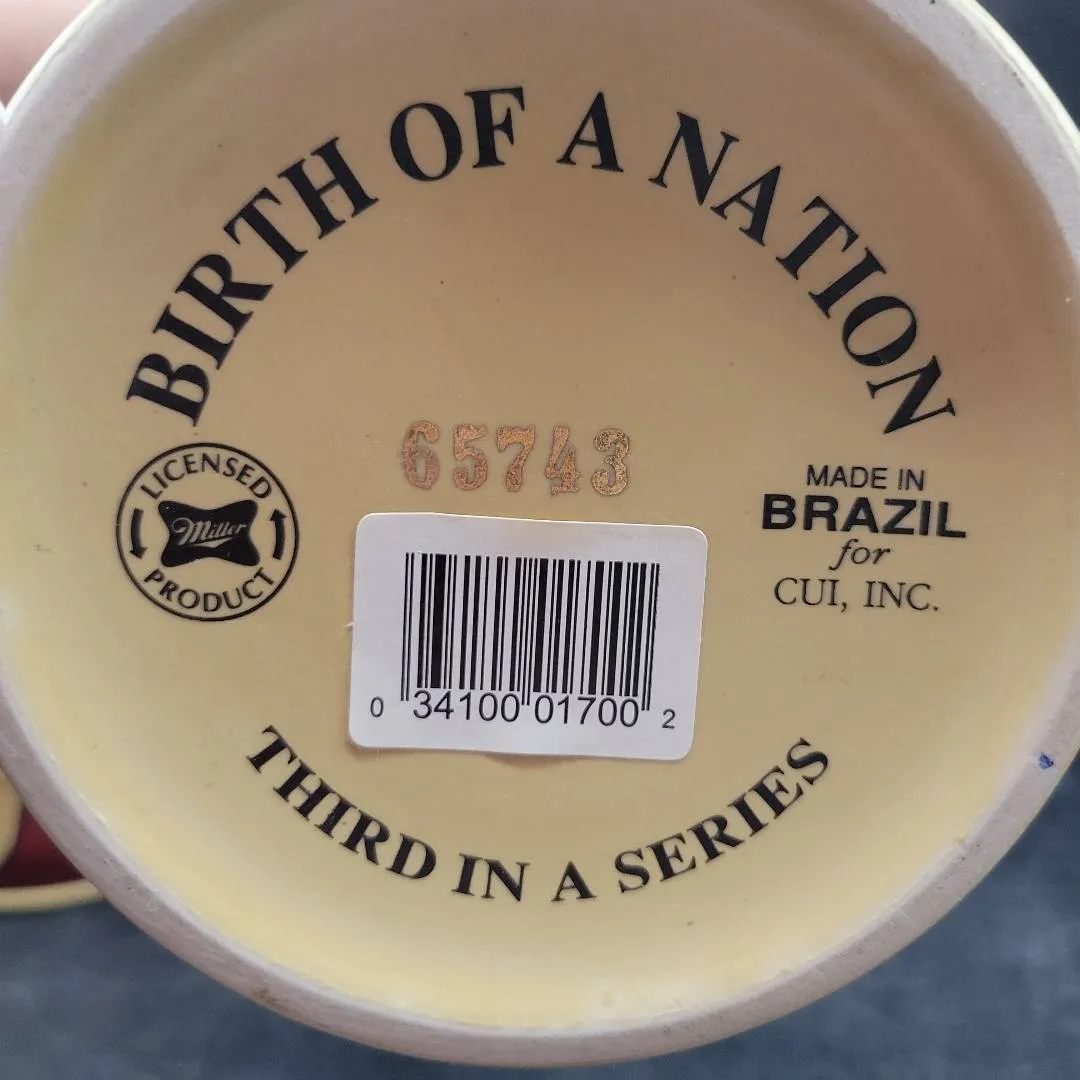 BIRTH OF A NATION
65743
LICENSED
Miller
PRODUCT
MADE IN
BRAZIL
for
CUI, INC.
0 34100 01700 2
THIRD IN A SERIES